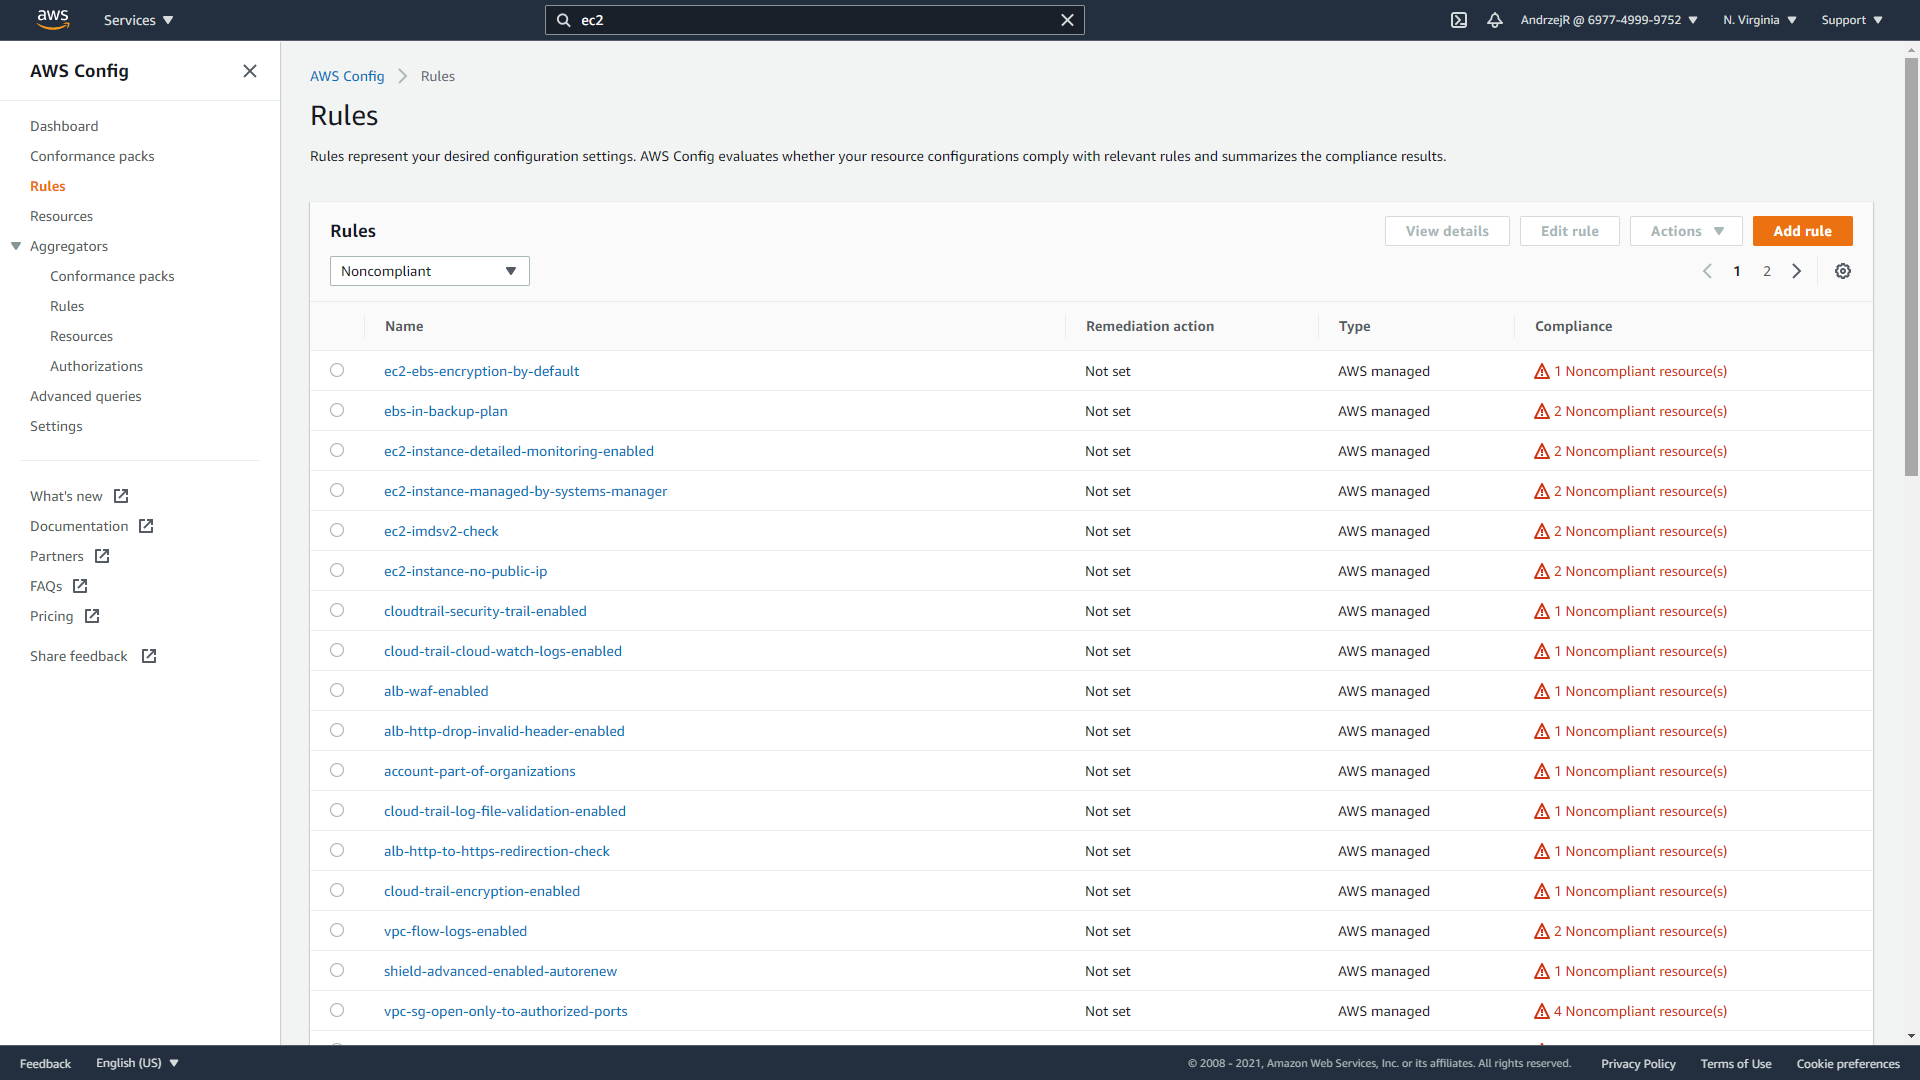 aws Services ec2 AndrzejR @ 6977-4999-9752 N. Virginia Support
AWS Config
Dashboard
Conformance packs
Rules
Resources
Aggregators
Conformance packs
Rules
Resources
Authorizations
Advanced queries
Settings
What's new
Documentation
Partners
FAQs
Pricing
Share feedback
AWS Config Rules
Rules
Rules represent your desired configuration settings. AWS Config evaluates whether your resource configurations comply with relevant rules and summarizes the compliance results.
Rules View details Edit rule Actions Add rule
Noncompliant 1 2
Name Remediation action Type Compliance
ec2-ebs-encryption-by-default Not set AWS managed 1 Noncompliant resource(s)
ebs-in-backup-plan Not set AWS managed 2 Noncompliant resource(s)
ec2-instance-detailed-monitoring-enabled Not set AWS managed 2 Noncompliant resource(s)
ec2-instance-managed-by-systems-manager Not set AWS managed 2 Noncompliant resource(s)
ec2-imdsv2-check Not set AWS managed 2 Noncompliant resource(s)
ec2-instance-no-public-ip Not set AWS managed 2 Noncompliant resource(s)
cloudtrail-security-trail-enabled Not set AWS managed 1 Noncompliant resource(s)
cloud-trail-cloud-watch-logs-enabled Not set AWS managed 1 Noncompliant resource(s)
alb-waf-enabled Not set AWS managed 1 Noncompliant resource(s)
alb-http-drop-invalid-header-enabled Not set AWS managed 1 Noncompliant resource(s)
account-part-of-organizations Not set AWS managed 1 Noncompliant resource(s)
cloud-trail-log-file-validation-enabled Not set AWS managed 1 Noncompliant resource(s)
alb-http-to-https-redirection-check Not set AWS managed 1 Noncompliant resource(s)
cloud-trail-encryption-enabled Not set AWS managed 1 Noncompliant resource(s)
vpc-flow-logs-enabled Not set AWS managed 2 Noncompliant resource(s)
shield-advanced-enabled-autorenew Not set AWS managed 1 Noncompliant resource(s)
vpc-sg-open-only-to-authorized-ports Not set AWS managed 4 Noncompliant resource(s)
Feedback English (US) © 2008 - 2021, Amazon Web Services, Inc. or its affiliates. All rights reserved. Privacy Policy Terms of Use Cookie preferences